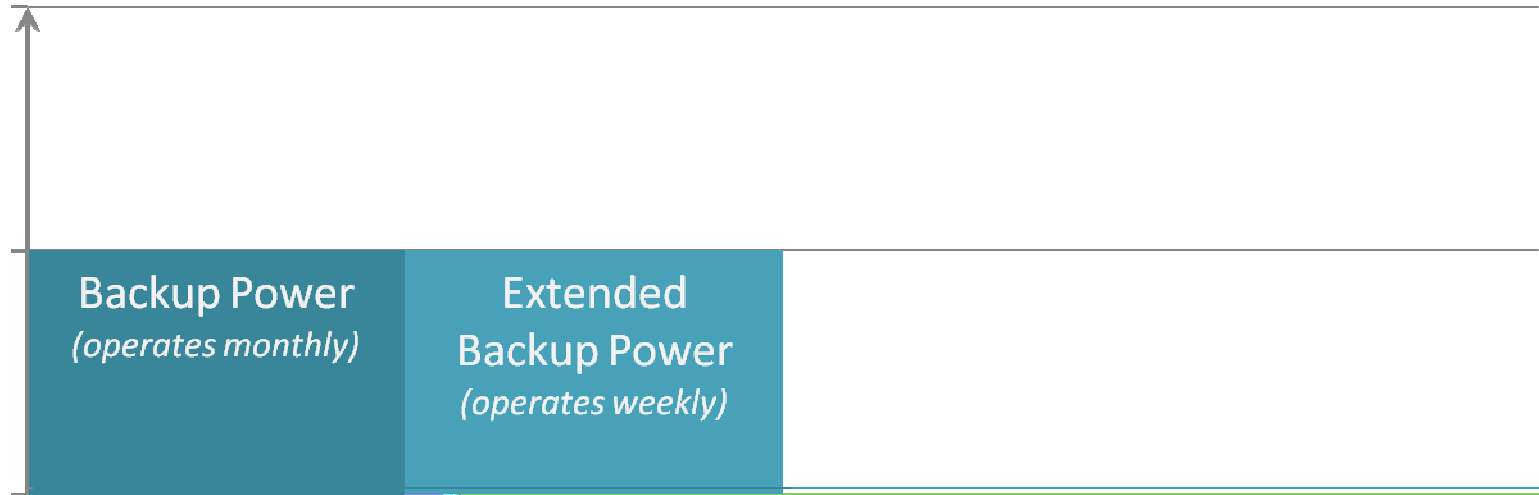 Backup Power
(operates monthly)
Extended
Backup Power
(operates weekly)